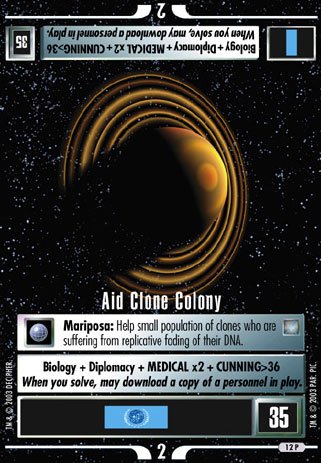 2
Biology + Diplomacy + MEDICAL x2 + CUNNING>36
When you solve, may download a personnel in play.
35
Aid Clone Colony
Mariposa: Help small population of clones who are
suffering from replicative fading of their DNA.
Biology + Diplomacy + MEDICAL x2 + CUNNING>36
When you solve, may download a copy of a personnel in play.
35
TM & © 2003 DECIPHER.
TM & © 2003 PAR. PIC.
2
12 P